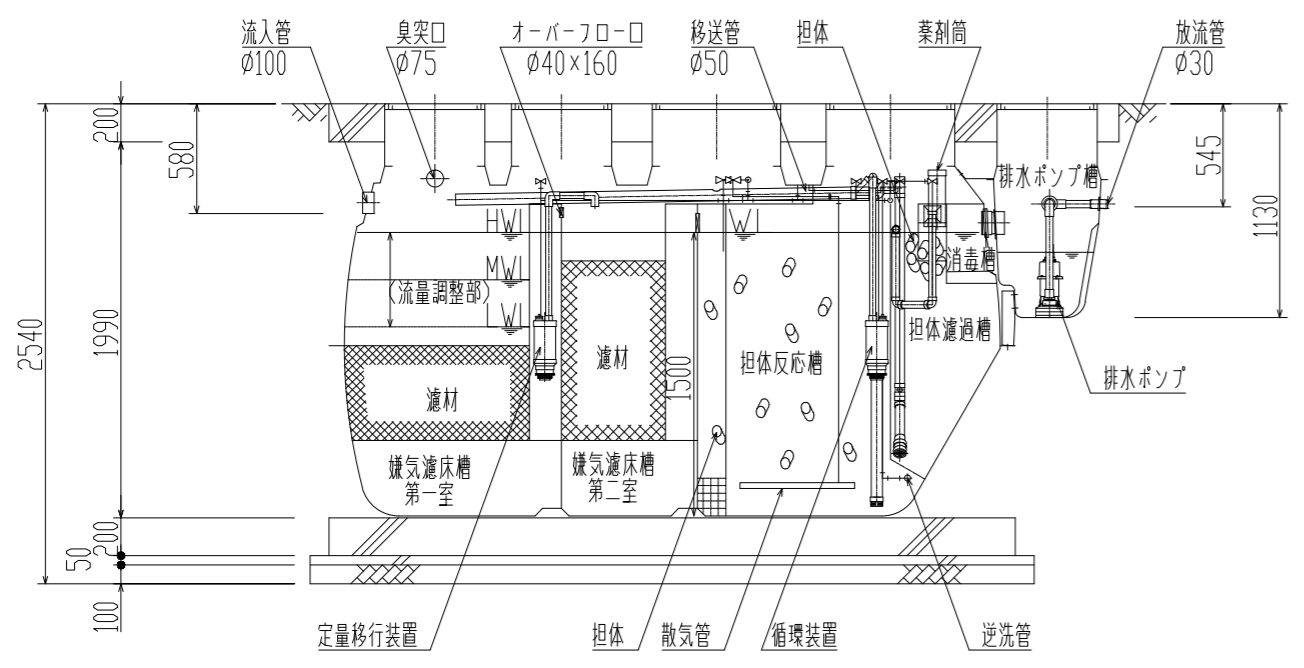 流入管
φ100
臭突口
φ75
オーバーフロー口
φ40×160
移送管
φ50
担体
薬剤筒
放流管
φ30
200
580
545
1130
排水ポンプ槽
HWL
WL
MWL
(流量調整部)
LWL
消毒槽
担体濾過槽
1990
2540
濾材
濾材
1500
担体反応槽
排水ポンプ
嫌気濾床槽
第一室
嫌気濾床槽
第二室
200
50
100
定量移行装置
担体
散気管
循環装置
逆洗管